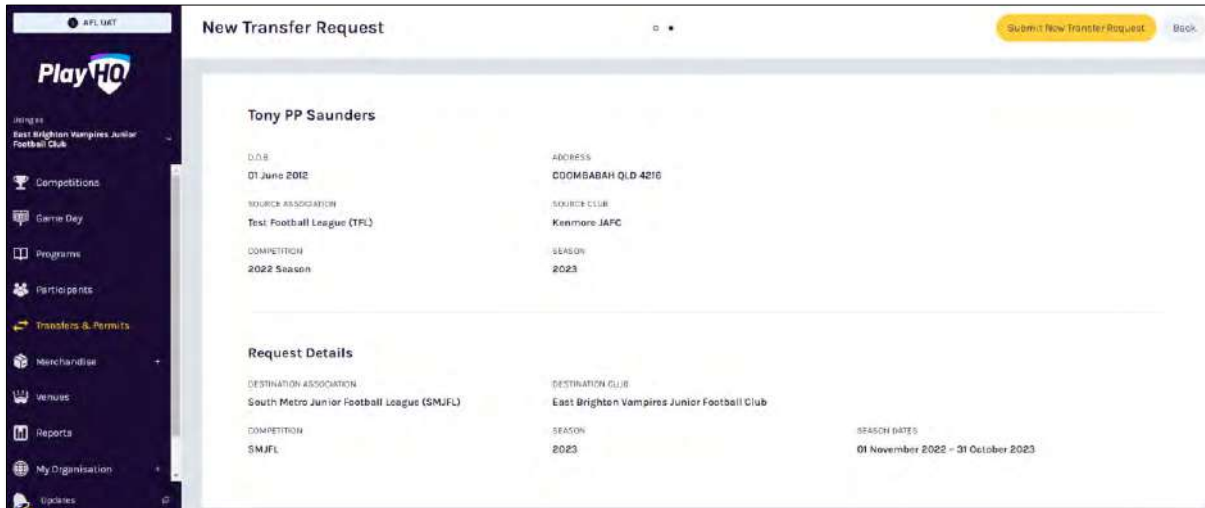 AFL UAT
New Transfer Request
Submit New Transfer Request
Back
PlayHQ
Using as
East Brighton Vampires Junior
Football Club
Competitions
Game Day
Programs
Participants
Transfers & Permits
Merchandise
Venues
Reports
My Organisation
Updates
Tony PP Saunders
D.O.B
ADDRESS
01 June 2012
COOMBABAH QLD 4216
SOURCE ASSOCIATION
SOURCE CLUB
Test Football League (TFL)
Kenmore JAFC
COMPETITION
SEASON
2022 Season
2023
Request Details
DESTINATION ASSOCIATION
DESTINATION CLUB
South Metro Junior Football League (SMJFL)
East Brighton Vampires Junior Football Club
COMPETITION
SEASON
SEASON DATES
SMJFL
2023
01 November 2022 – 31 October 2023